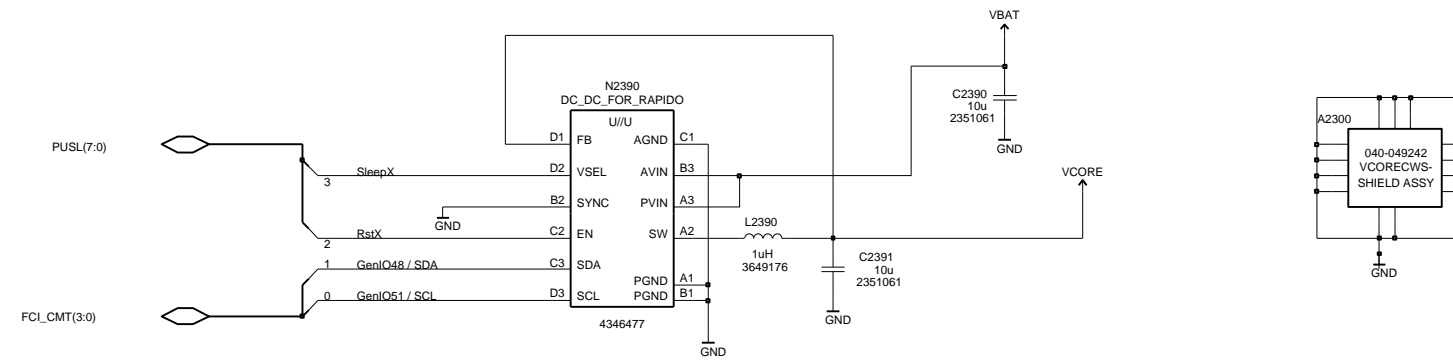 VBAT
N2390
DC_DC_FOR_RAPIDO
C2390
10u
2351061
U//U
A2300
PUSL(7:0)
D1 FB AGND C1
GND
040-049242
VCORECWS-
SHIELD ASSY
3 SleepX D2 VSEL AVIN B3
VCORE
B2 SYNC PVIN A3
GND
L2390
2 RstX C2 EN SW A2
1uH
3649176
C2391
10u
2351061
1 GenIO48 / SDA C3 SDA
GND
PGND A1
0 GenIO51 / SCL D3 SCL PGND B1
FCI_CMT(3:0)
4346477
GND
GND